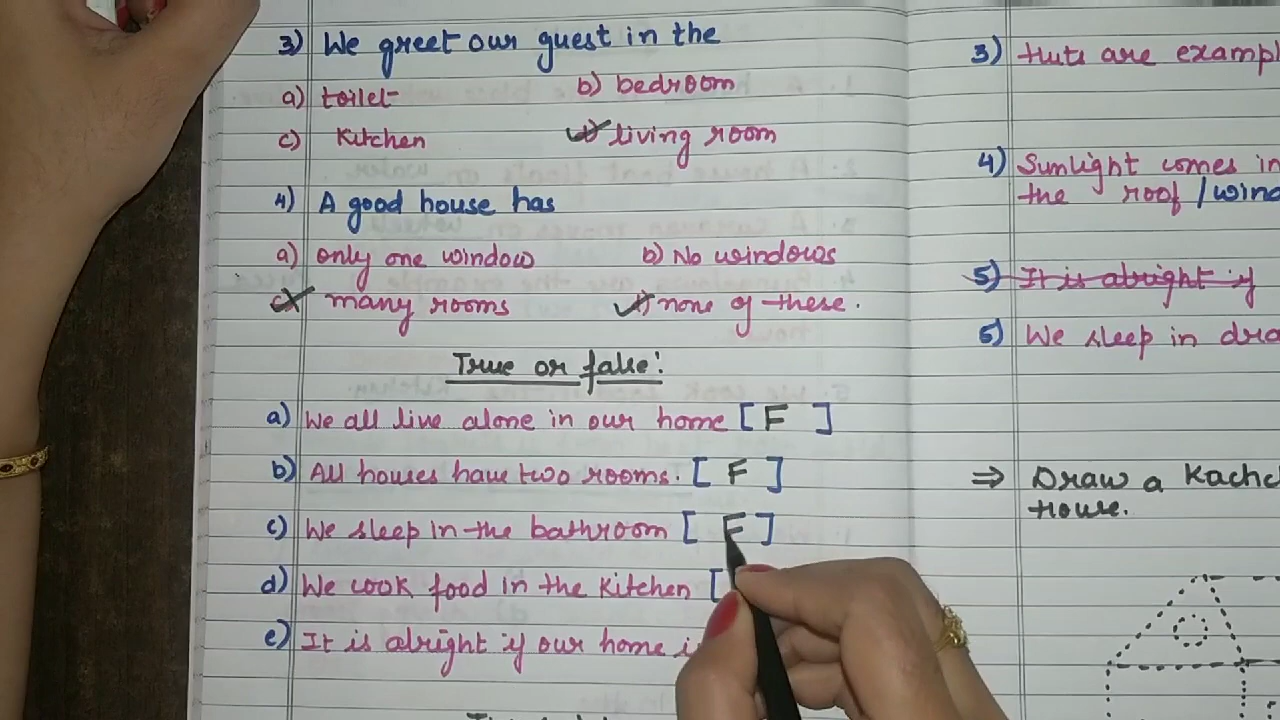 3) We greet our guest in the
a) toilet b) bedroom
c) Kitchen d) living room
4) A good house has
a) only one window b) No windows
c) many rooms d) none of these.
True or false:
a) We all live alone in our home [ F ]
b) All houses have two rooms. [ F ]
c) We sleep in the bathroom [ F ]
d) We cook food in the kitchen [
e) It is alright if our home
3) Huts are exampl
4) Sunlight comes in
the roof / wind
5) It is alright if
5) We sleep in dra
⇒ Draw a Kach
House.